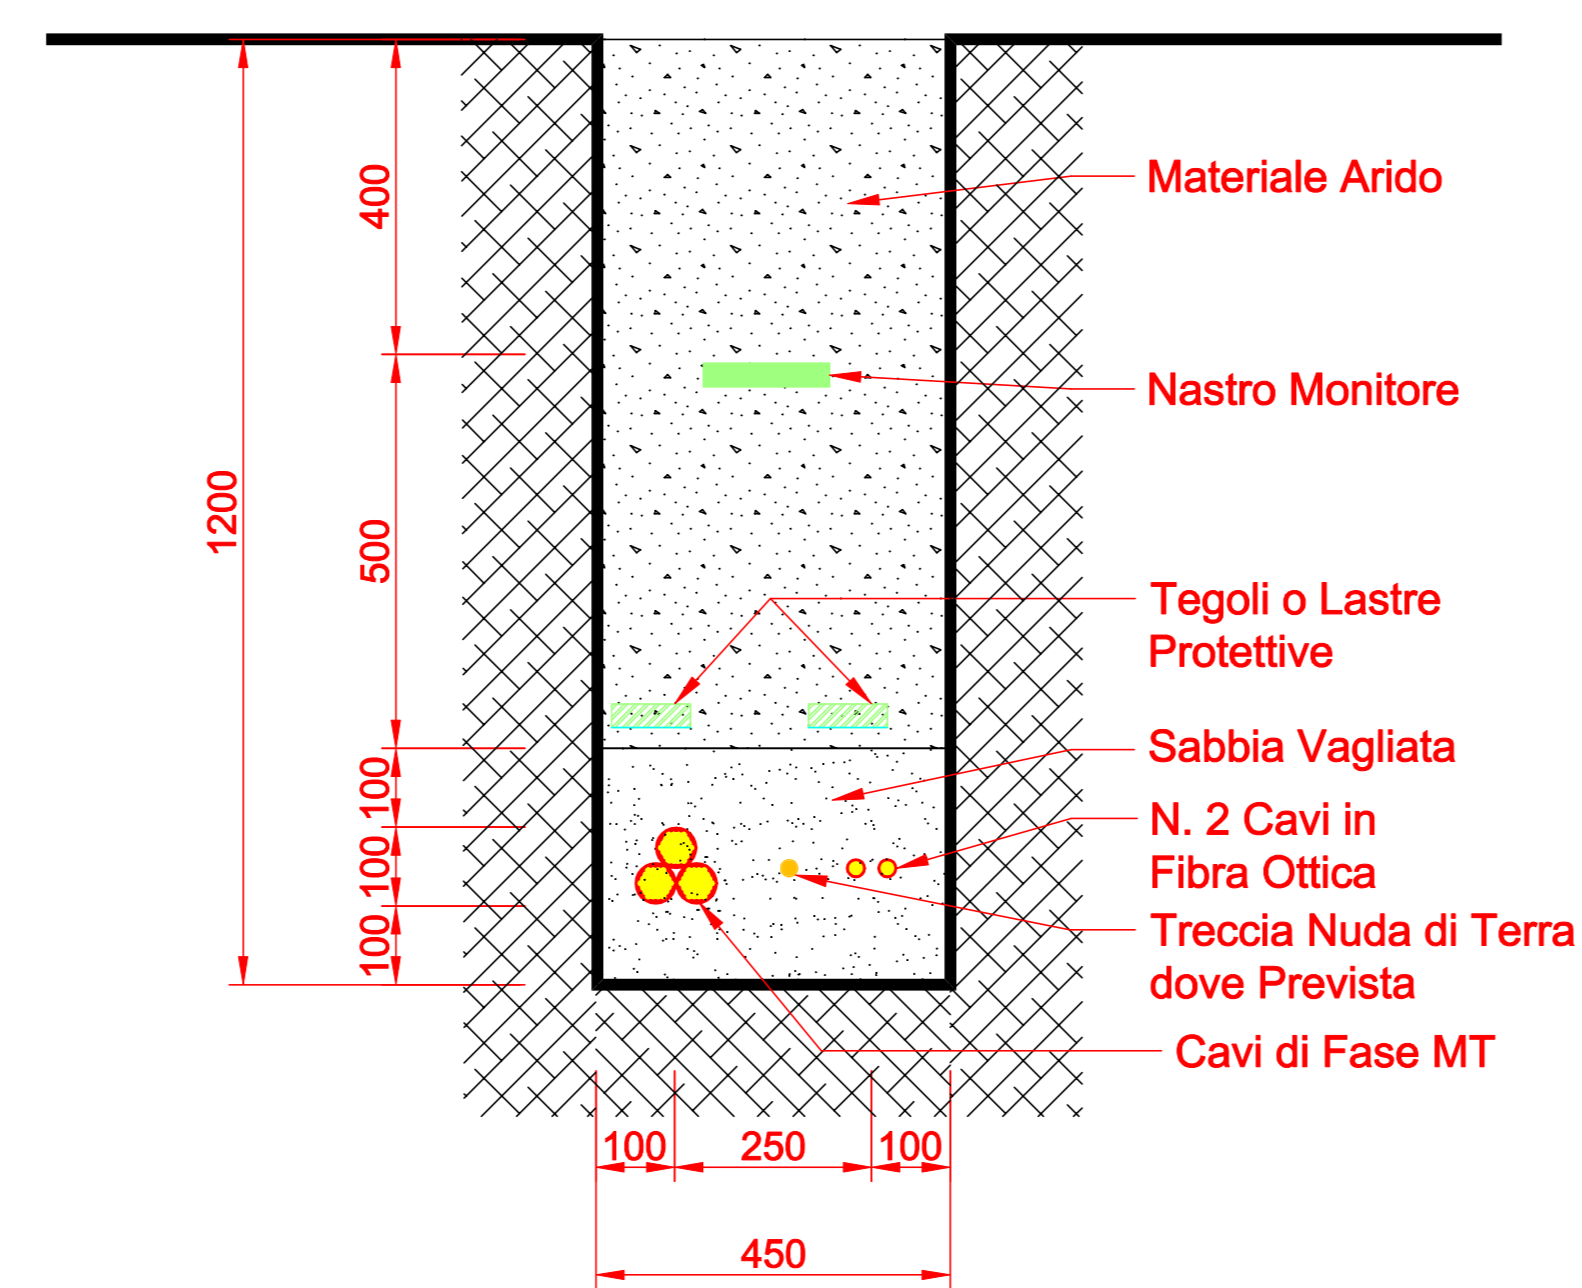 400
Materiale Arido
Nastro Monitore
1200
500
Tegoli o Lastre
Protettive
Sabbia Vagliata
100
N. 2 Cavi in
Fibra Ottica
100
Treccia Nuda di Terra
dove Prevista
100
Cavi di Fase MT
100 250 100
450